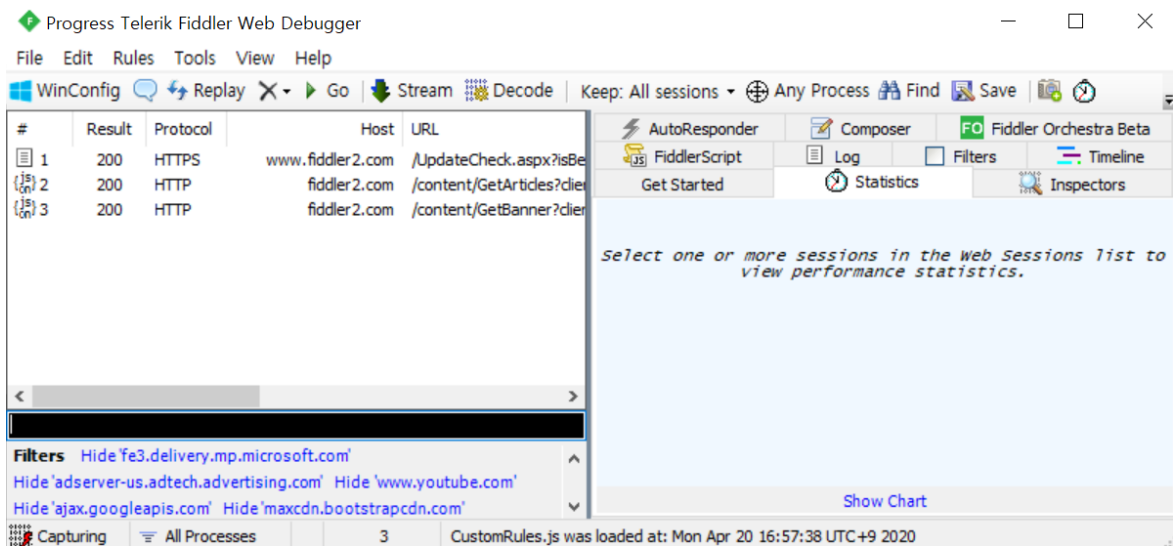 Progress Telerik Fiddler Web Debugger
File Edit Rules Tools View Help
WinConfig Replay Go Stream Decode Keep: All sessions Any Process Find Save
# Result Protocol Host URL
1 200 HTTPS www.fiddler2.com /UpdateCheck.aspx?isBe
2 200 HTTP fiddler2.com /content/GetArticles?clie
3 200 HTTP fiddler2.com /content/GetBanner?clier
Filters Hide 'fe3.delivery.mp.microsoft.com'
Hide 'adserver-us.adtech.advertising.com' Hide 'www.youtube.com'
Hide 'ajax.googleapis.com' Hide 'maxcdn.bootstrapcdn.com'
AutoResponder Composer FO Fiddler Orchestra Beta
FiddlerScript Log Filters Timeline
Get Started Statistics Inspectors
Select one or more sessions in the Web Sessions list to
view performance statistics.
Show Chart
Capturing All Processes 3 CustomRules.js was loaded at: Mon Apr 20 16:57:38 UTC+9 2020